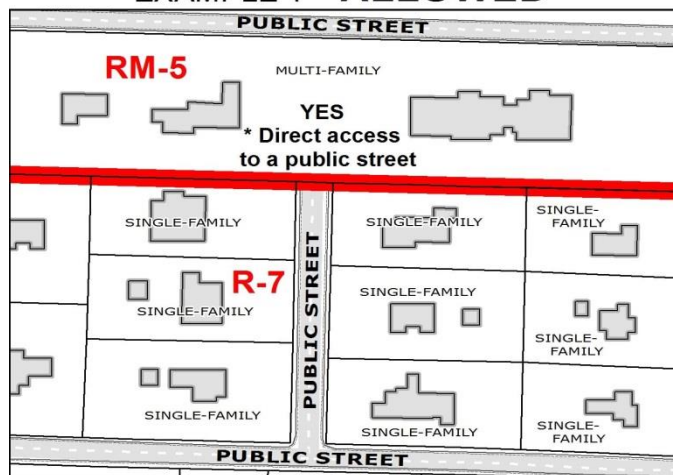 PUBLIC STREET
RM-5
MULTI-FAMILY
YES
* Direct access
to a public street
SINGLE-FAMILY
SINGLE-FAMILY
SINGLE-
FAMILY
R-7
SINGLE-FAMILY
SINGLE-FAMILY
SINGLE-
FAMILY
PUBLIC STREET
SINGLE-FAMILY
SINGLE-FAMILY
SINGLE-
FAMILY
PUBLIC STREET